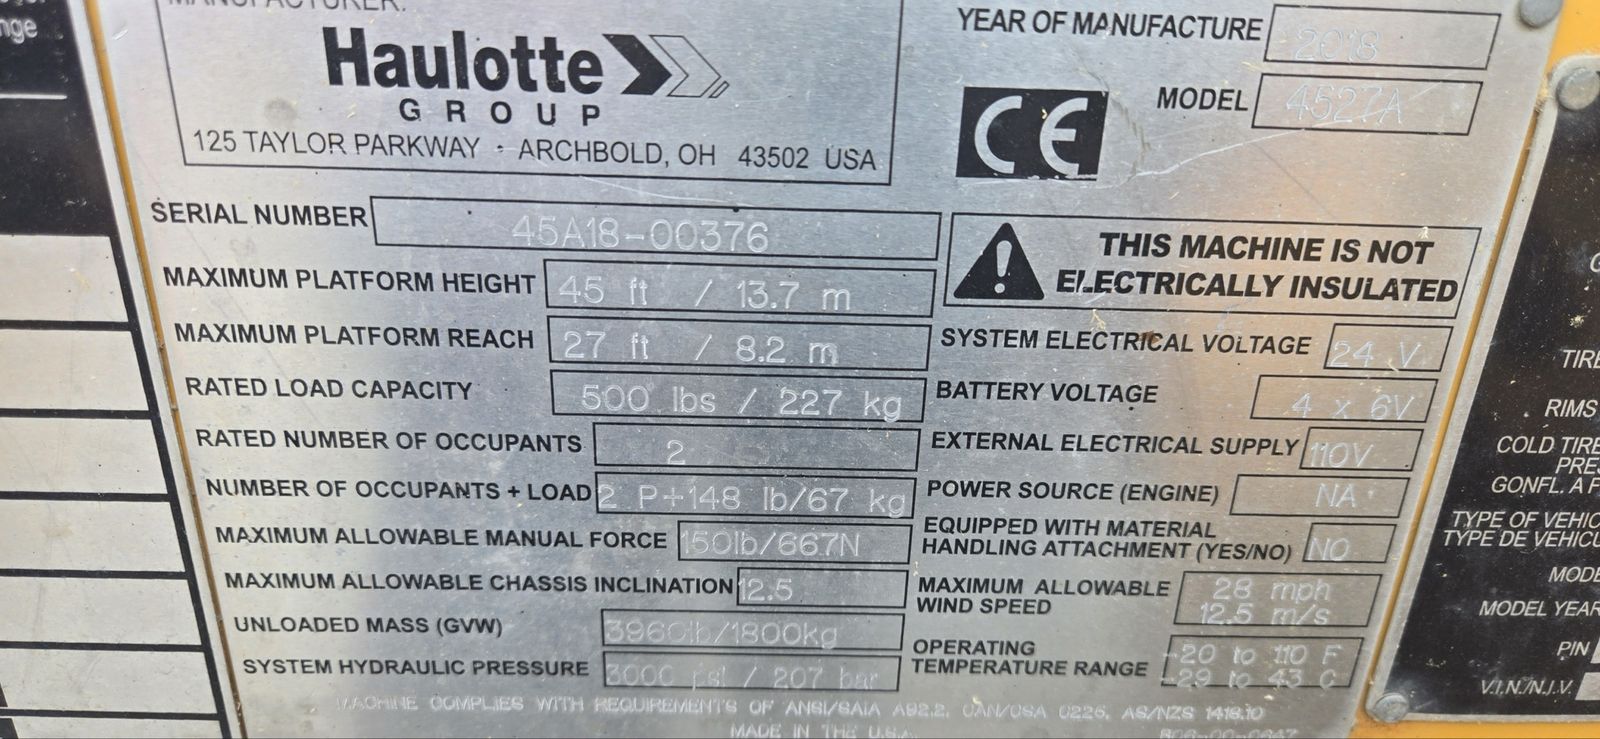 MANUFACTURER:
Haulotte
GROUP
125 TAYLOR PARKWAY · ARCHBOLD, OH 43502 USA
YEAR OF MANUFACTURE 2018
MODEL 4527A
CE
SERIAL NUMBER 45A18-00376
MAXIMUM PLATFORM HEIGHT 45 ft / 13.7 m
MAXIMUM PLATFORM REACH 27 ft / 8.2 m
RATED LOAD CAPACITY 500 lbs / 227 kg
RATED NUMBER OF OCCUPANTS 2
NUMBER OF OCCUPANTS + LOAD 2 P+148 lb/67 kg
MAXIMUM ALLOWABLE MANUAL FORCE 150lb/667N
MAXIMUM ALLOWABLE CHASSIS INCLINATION 12.5
UNLOADED MASS (GVW) 3960lb/1800kg
SYSTEM HYDRAULIC PRESSURE 3000 psi / 207 bar
THIS MACHINE IS NOT
ELECTRICALLY INSULATED
SYSTEM ELECTRICAL VOLTAGE 24 V
BATTERY VOLTAGE 4 x 6V
EXTERNAL ELECTRICAL SUPPLY 110V
POWER SOURCE (ENGINE) NA
EQUIPPED WITH MATERIAL
HANDLING ATTACHMENT (YES/NO) NO
MAXIMUM ALLOWABLE 28 mph
WIND SPEED 12.5 m/s
OPERATING -20 to 110 F
TEMPERATURE RANGE -29 to 43 C
MACHINE COMPLIES WITH REQUIREMENTS OF ANSI/SAIA A92.2, CAN/CSA C225, AS/NZS 1418.10
MADE IN THE U.S.A.
nge
TIRE
RIMS
COLD TIRE
PRES
GONFL. A F
TYPE OF VEHIC
TYPE DE VEHICU
MODE
MODEL YEAR
PIN
V.I.N./N.I.V.